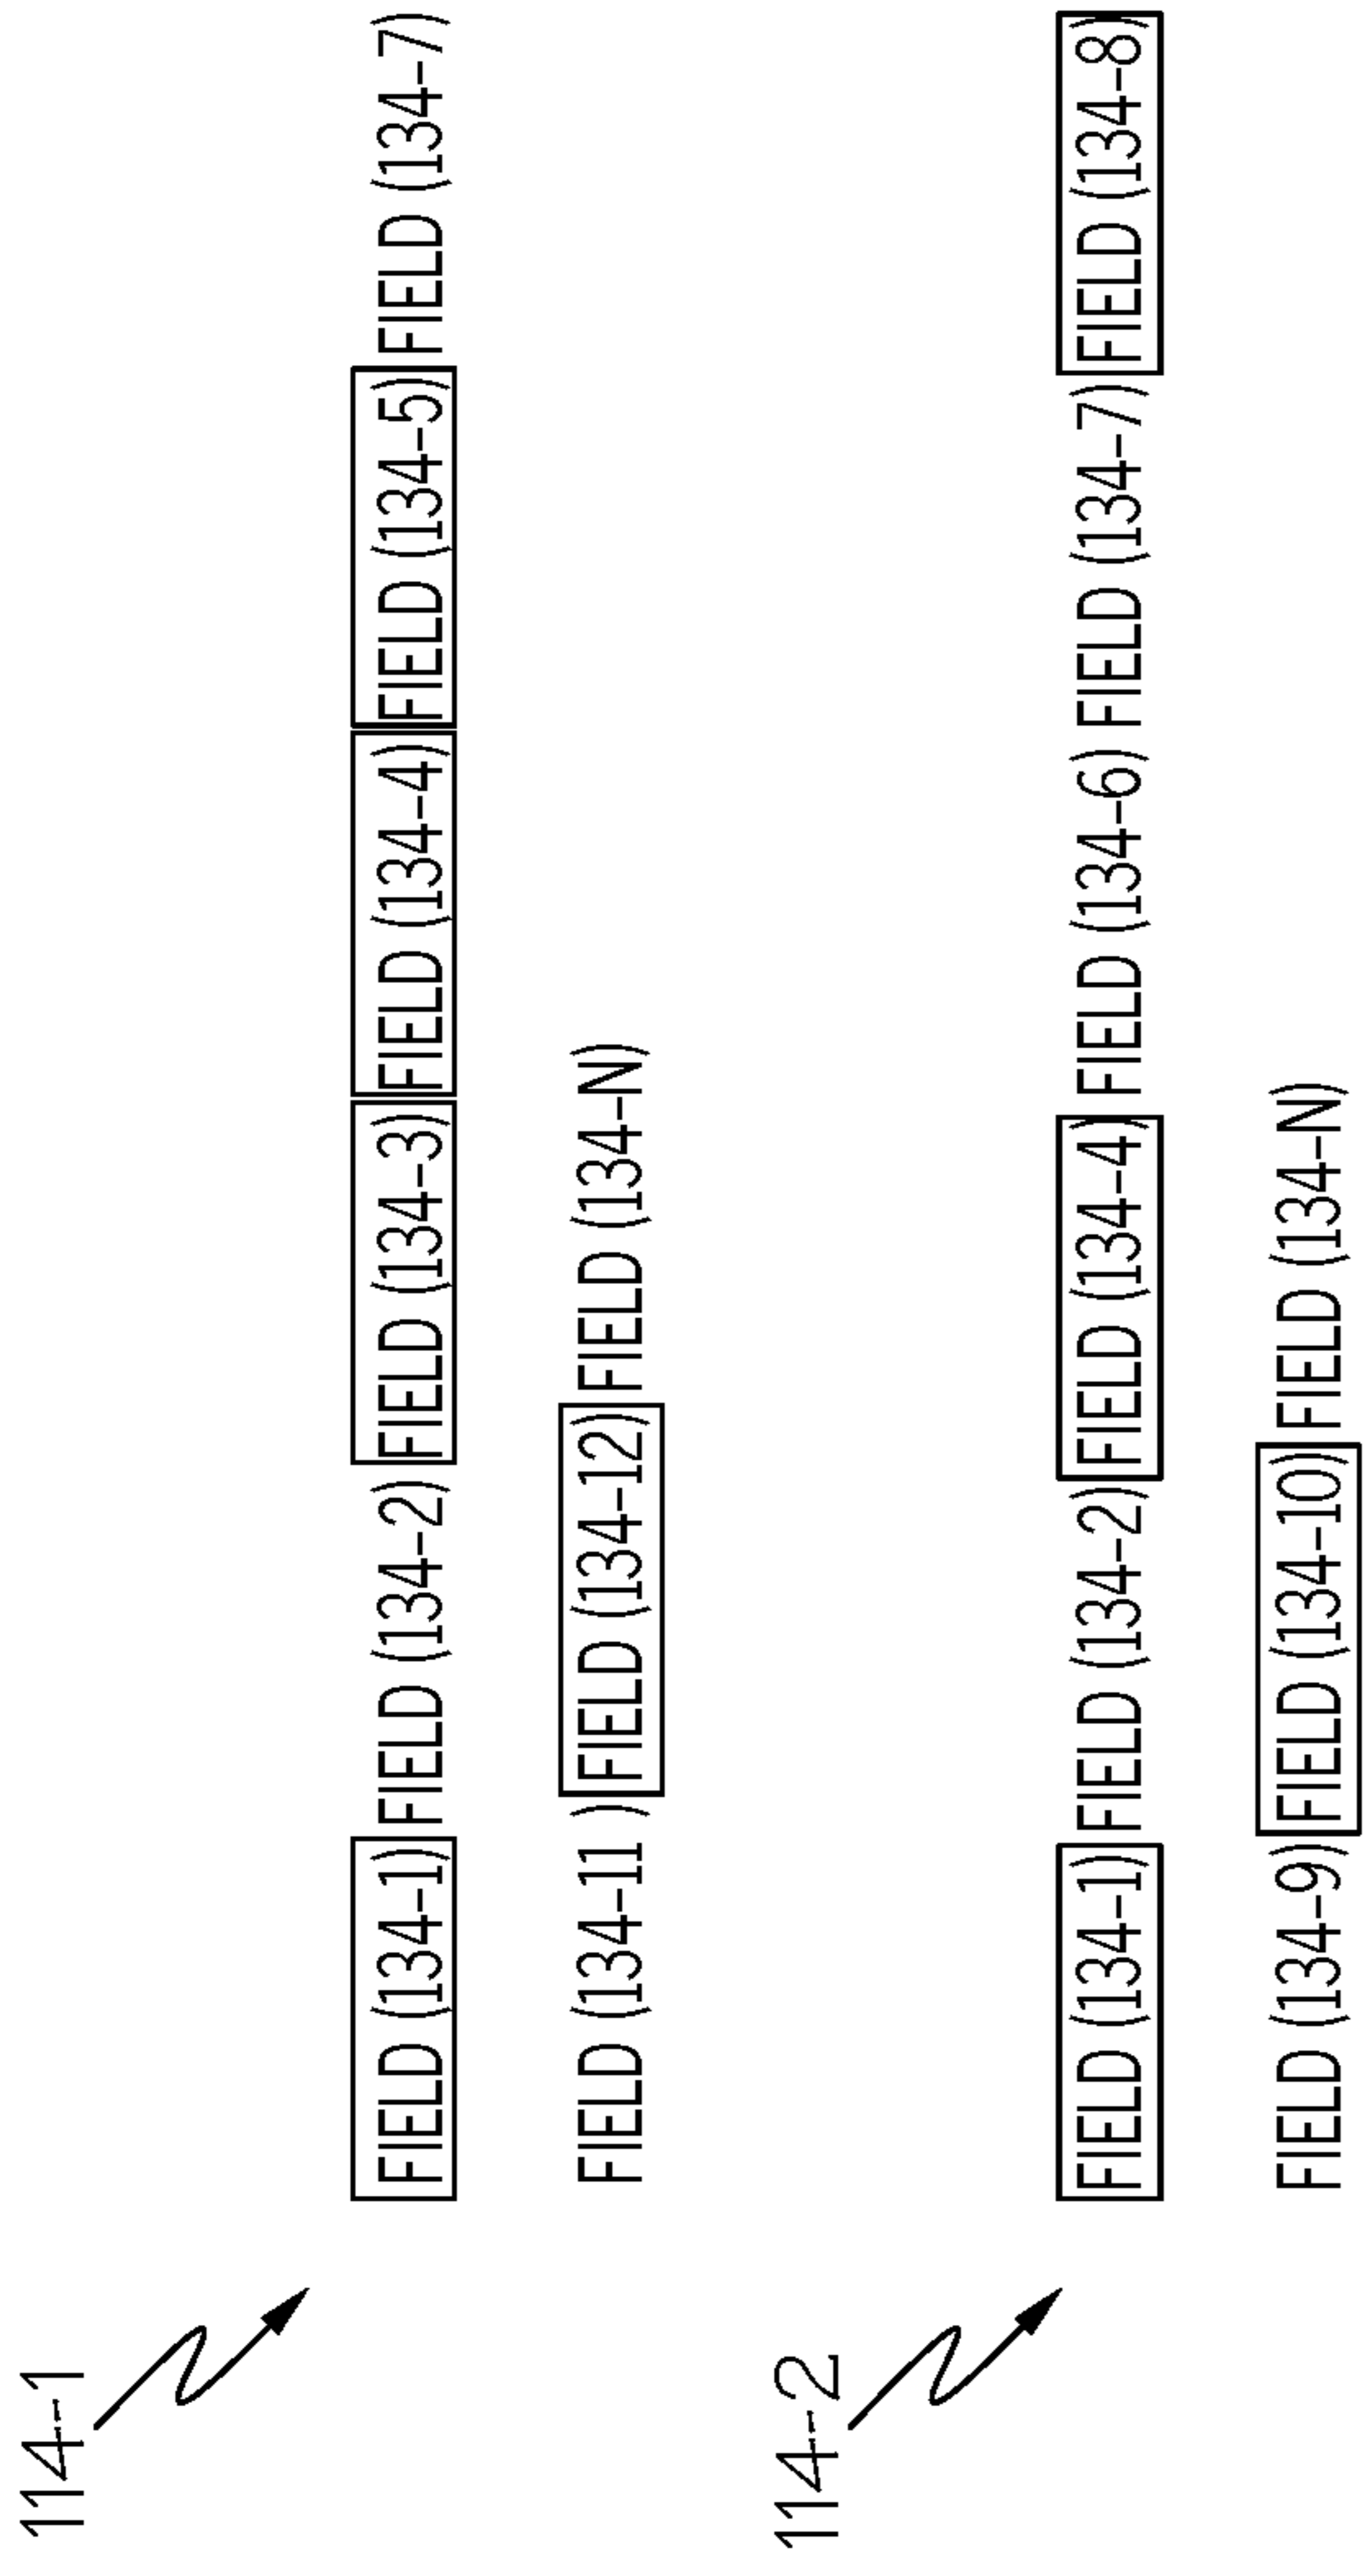 114-1
FIELD (134-1) FIELD (134-2) FIELD (134-3) FIELD (134-4) FIELD (134-5) FIELD (134-7)
FIELD (134-11 ) FIELD (134-12) FIELD (134-N)
114-2
FIELD (134-1) FIELD (134-2) FIELD (134-4) FIELD (134-6) FIELD (134-7) FIELD (134-8)
FIELD (134-9) FIELD (134-10) FIELD (134-N)